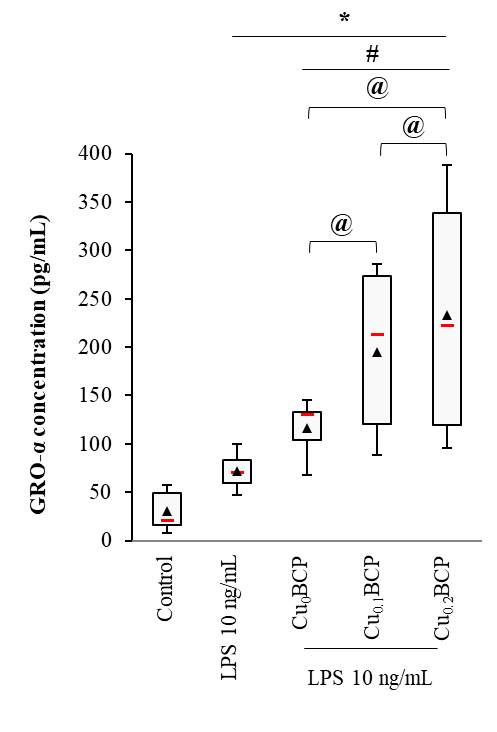 *
#
@
@
@
GRO-α concentration (pg/mL)
400
350
300
250
200
150
100
50
0
Control
LPS 10 ng/mL
Cu₀BCP
Cu₀.₁BCP
Cu₀.₂BCP
LPS 10 ng/mL